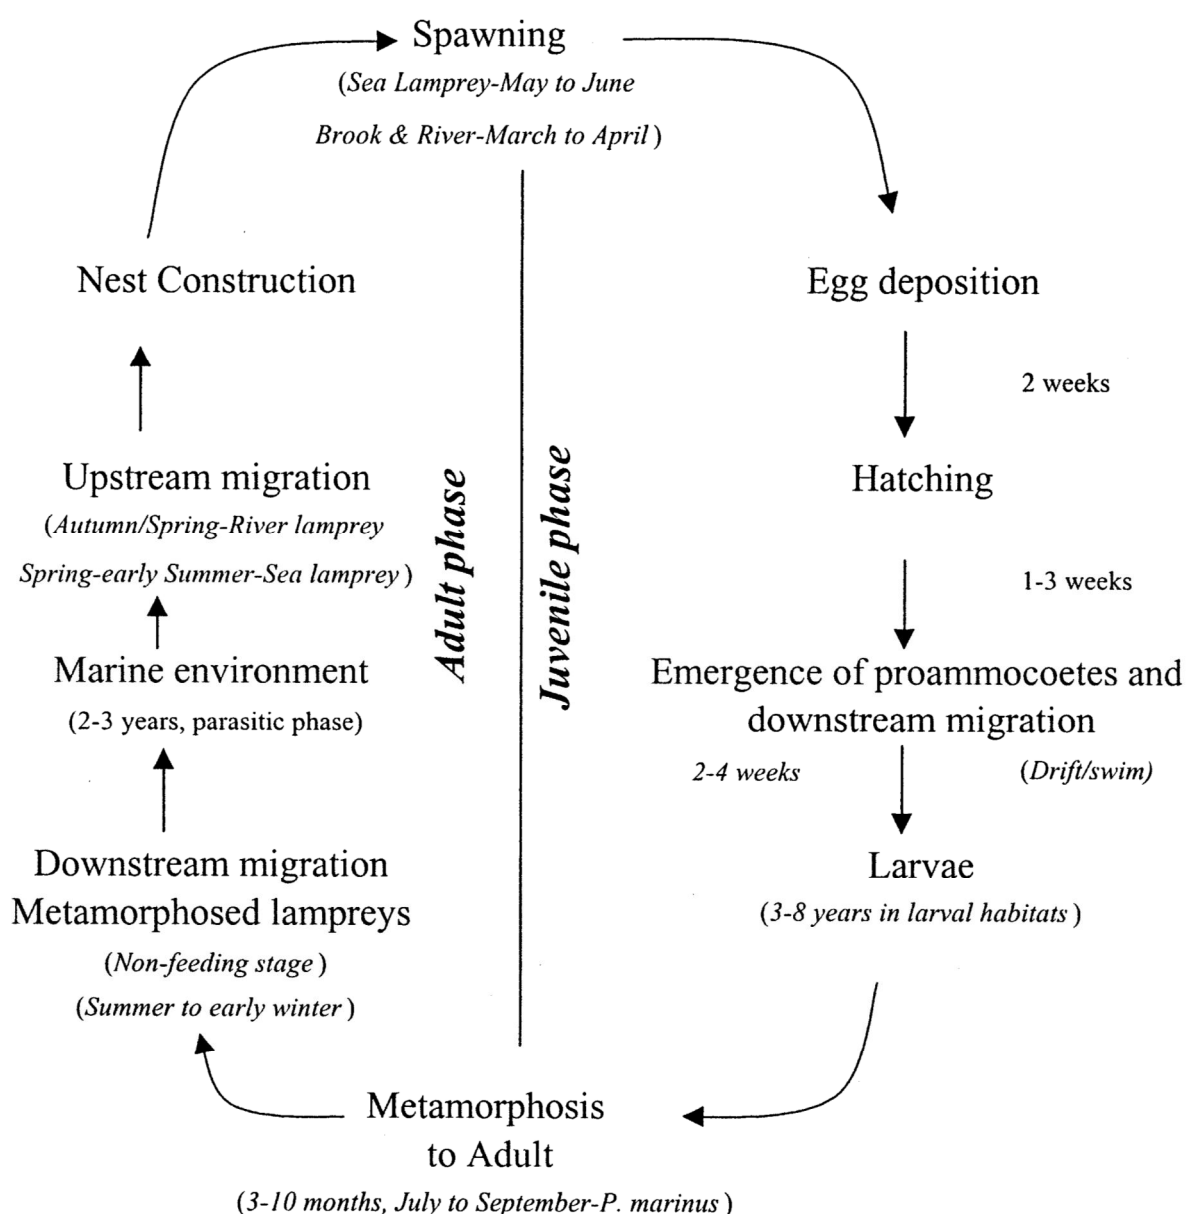 Spawning
(Sea Lamprey-May to June
Brook & River-March to April)
Nest Construction
Egg deposition
2 weeks
Upstream migration
(Autumn/Spring-River lamprey
Spring-early Summer-Sea lamprey)
Hatching
Adult phase
Juvenile phase
1-3 weeks
Marine environment
(2-3 years, parasitic phase)
Emergence of proammocoetes and
downstream migration
2-4 weeks
(Drift/swim)
Downstream migration
Metamorphosed lampreys
(Non-feeding stage)
(Summer to early winter)
Larvae
(3-8 years in larval habitats)
Metamorphosis
to Adult
(3-10 months, July to September-P. marinus)